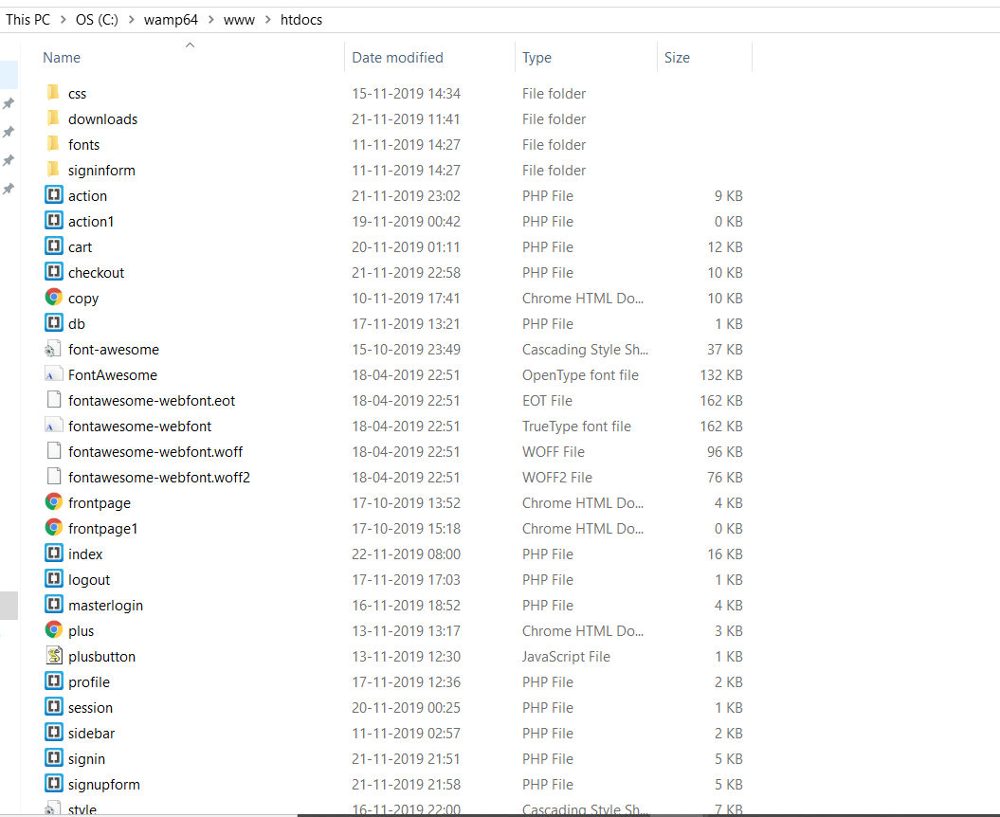 This PC > OS (C:) > wamp64 > www > htdocs
Name Date modified Type Size
css 15-11-2019 14:34 File folder
downloads 21-11-2019 11:41 File folder
fonts 11-11-2019 14:27 File folder
signinform 11-11-2019 14:27 File folder
action 21-11-2019 23:02 PHP File 9 KB
action1 19-11-2019 00:42 PHP File 0 KB
cart 20-11-2019 01:11 PHP File 12 KB
checkout 21-11-2019 22:58 PHP File 10 KB
copy 10-11-2019 17:41 Chrome HTML Do... 10 KB
db 17-11-2019 13:21 PHP File 1 KB
font-awesome 15-10-2019 23:49 Cascading Style Sh... 37 KB
FontAwesome 18-04-2019 22:51 OpenType font file 132 KB
fontawesome-webfont.eot 18-04-2019 22:51 EOT File 162 KB
fontawesome-webfont 18-04-2019 22:51 TrueType font file 162 KB
fontawesome-webfont.woff 18-04-2019 22:51 WOFF File 96 KB
fontawesome-webfont.woff2 18-04-2019 22:51 WOFF2 File 76 KB
frontpage 17-10-2019 13:52 Chrome HTML Do... 4 KB
frontpage1 17-10-2019 15:18 Chrome HTML Do... 0 KB
index 22-11-2019 08:00 PHP File 16 KB
logout 17-11-2019 17:03 PHP File 1 KB
masterlogin 16-11-2019 18:52 PHP File 4 KB
plus 13-11-2019 13:17 Chrome HTML Do... 3 KB
plusbutton 13-11-2019 12:30 JavaScript File 1 KB
profile 17-11-2019 12:36 PHP File 2 KB
session 20-11-2019 00:25 PHP File 1 KB
sidebar 11-11-2019 02:57 PHP File 2 KB
signin 21-11-2019 21:51 PHP File 5 KB
signupform 21-11-2019 21:58 PHP File 5 KB
style 16-11-2019 22:00 Cascading Style Sh... 7 KB